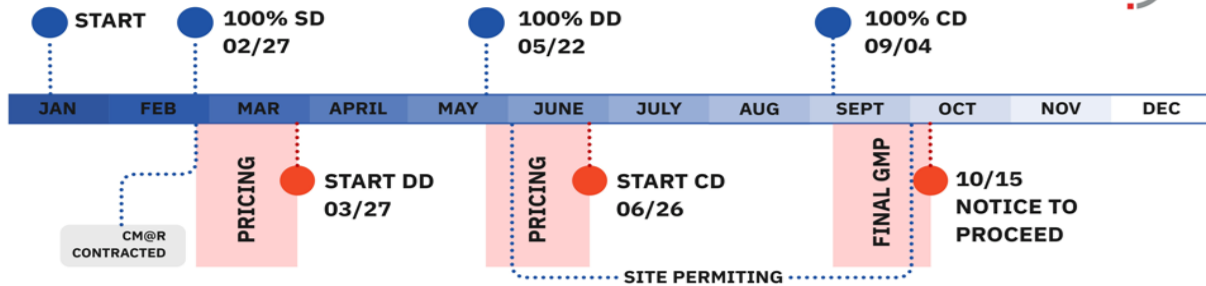 START
100% SD
02/27
100% DD
05/22
100% CD
09/04
JAN
FEB
MAR
APRIL
MAY
JUNE
JULY
AUG
SEPT
OCT
NOV
DEC
CM@R
CONTRACTED
PRICING
START DD
03/27
PRICING
START CD
06/26
FINAL GMP
10/15
NOTICE TO
PROCEED
SITE PERMITING